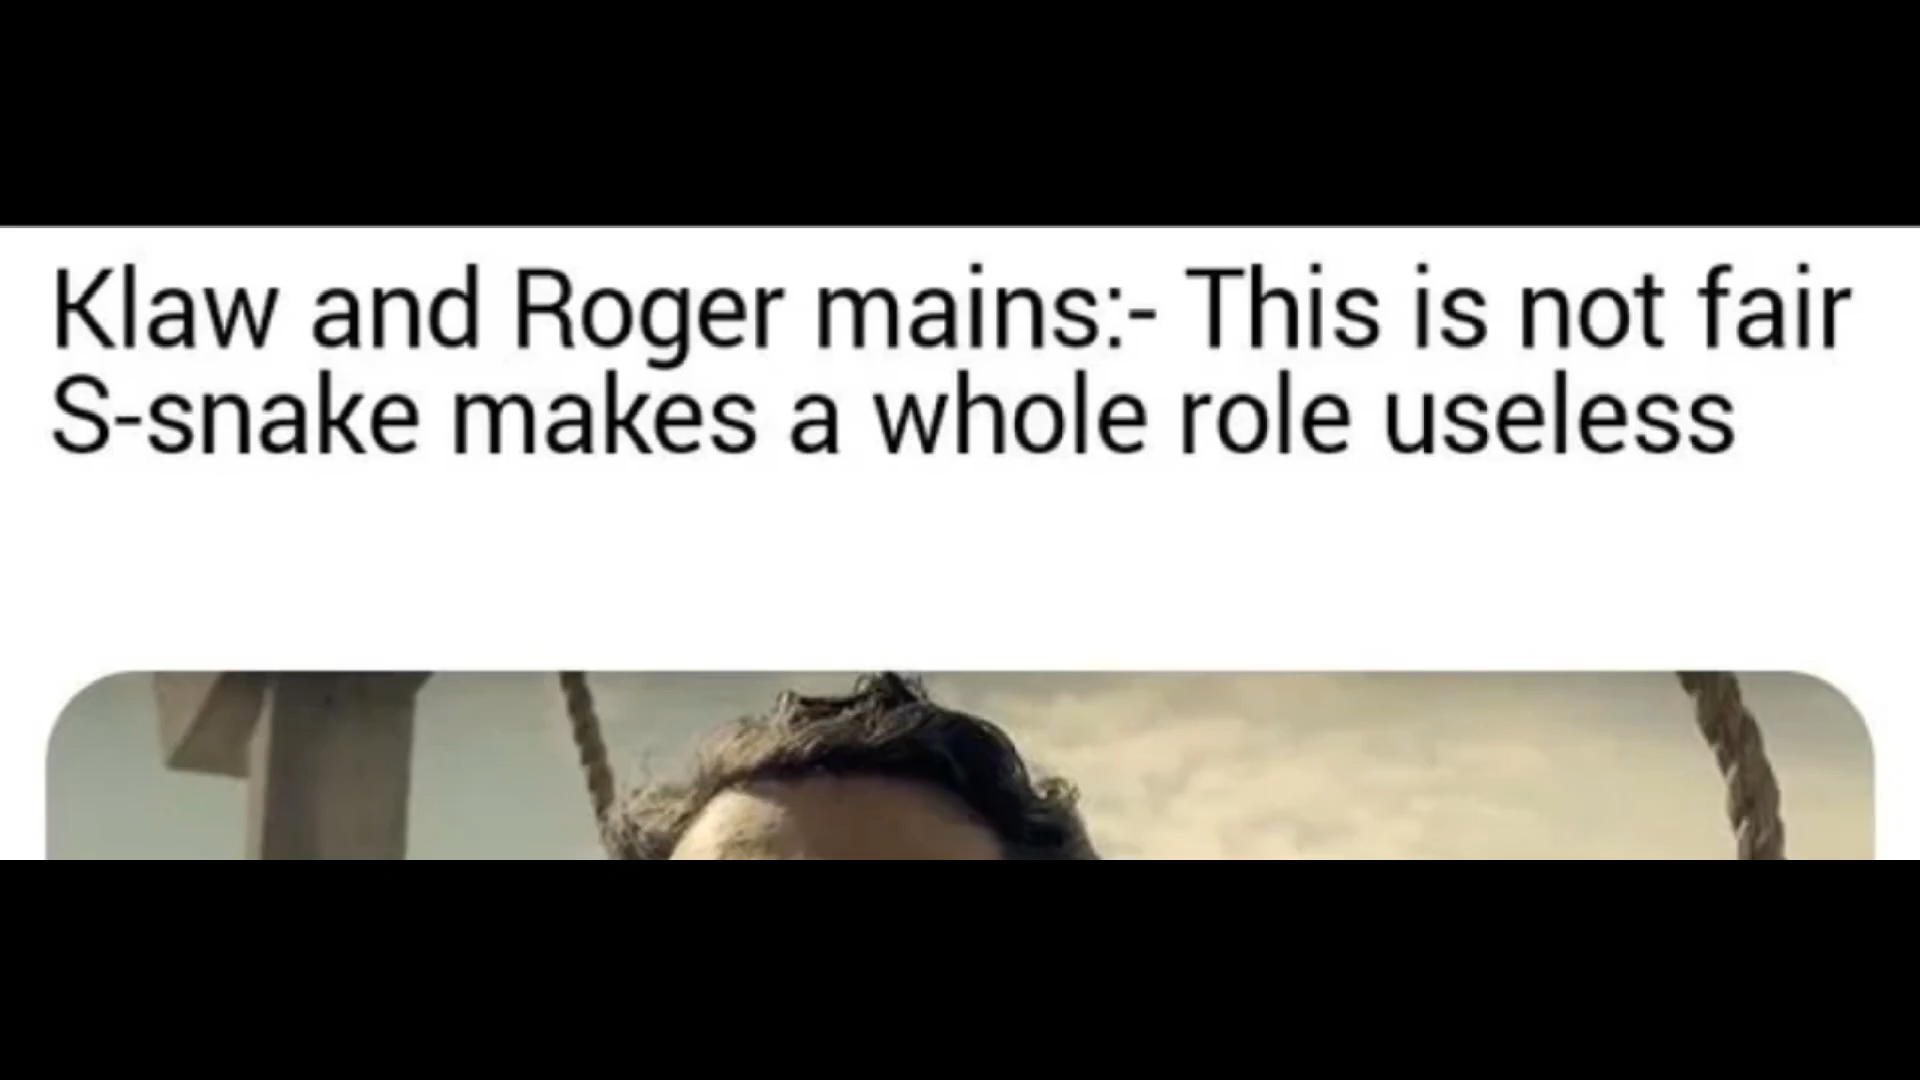 Klaw and Roger mains:- This is not fair
S-snake makes a whole role useless